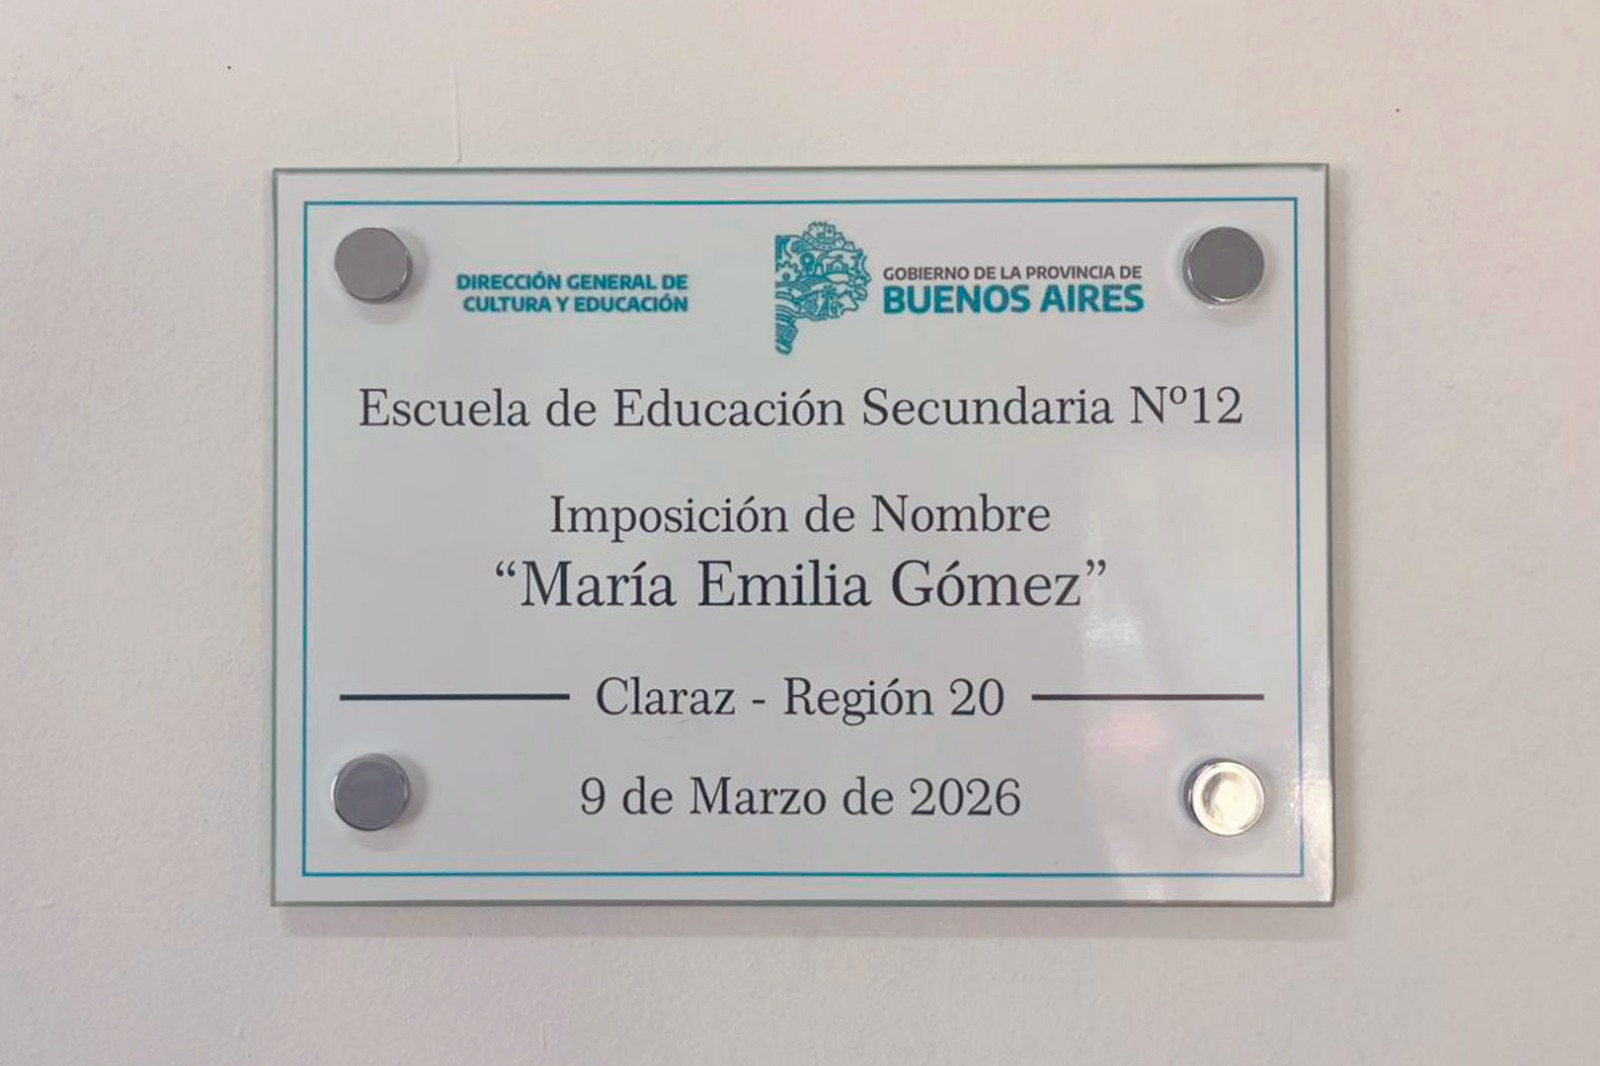 DIRECCIÓN GENERAL DE
CULTURA Y EDUCACIÓN
GOBIERNO DE LA PROVINCIA DE
BUENOS AIRES
Escuela de Educación Secundaria Nº12
Imposición de Nombre
“María Emilia Gómez”
Claraz - Región 20
9 de Marzo de 2026